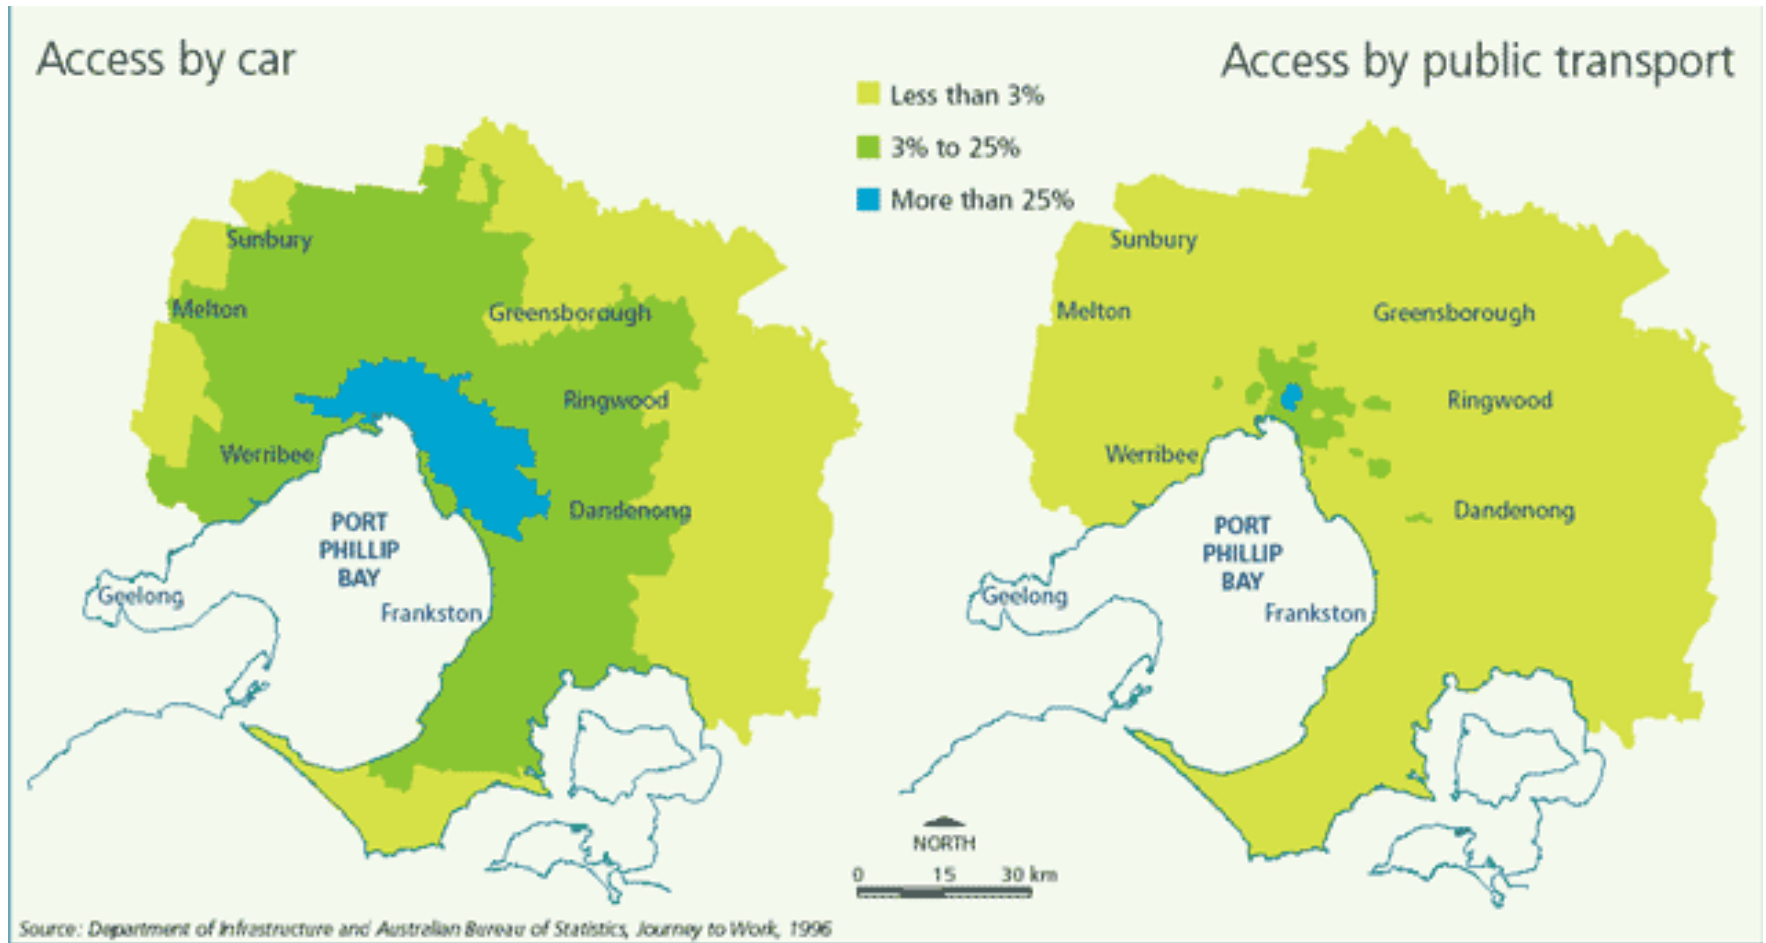 Access by car
Access by public transport
Less than 3%
3% to 25%
More than 25%
Sunbury
Melton
Greensborough
Ringwood
Werribee
Dandenong
PORT
PHILLIP
BAY
Geelong
Frankston
Sunbury
Melton
Greensborough
Ringwood
Werribee
Dandenong
PORT
PHILLIP
BAY
Geelong
Frankston
NORTH
0 15 30 km
Source: Department of Infrastructure and Australian Bureau of Statistics, Journey to Work, 1996